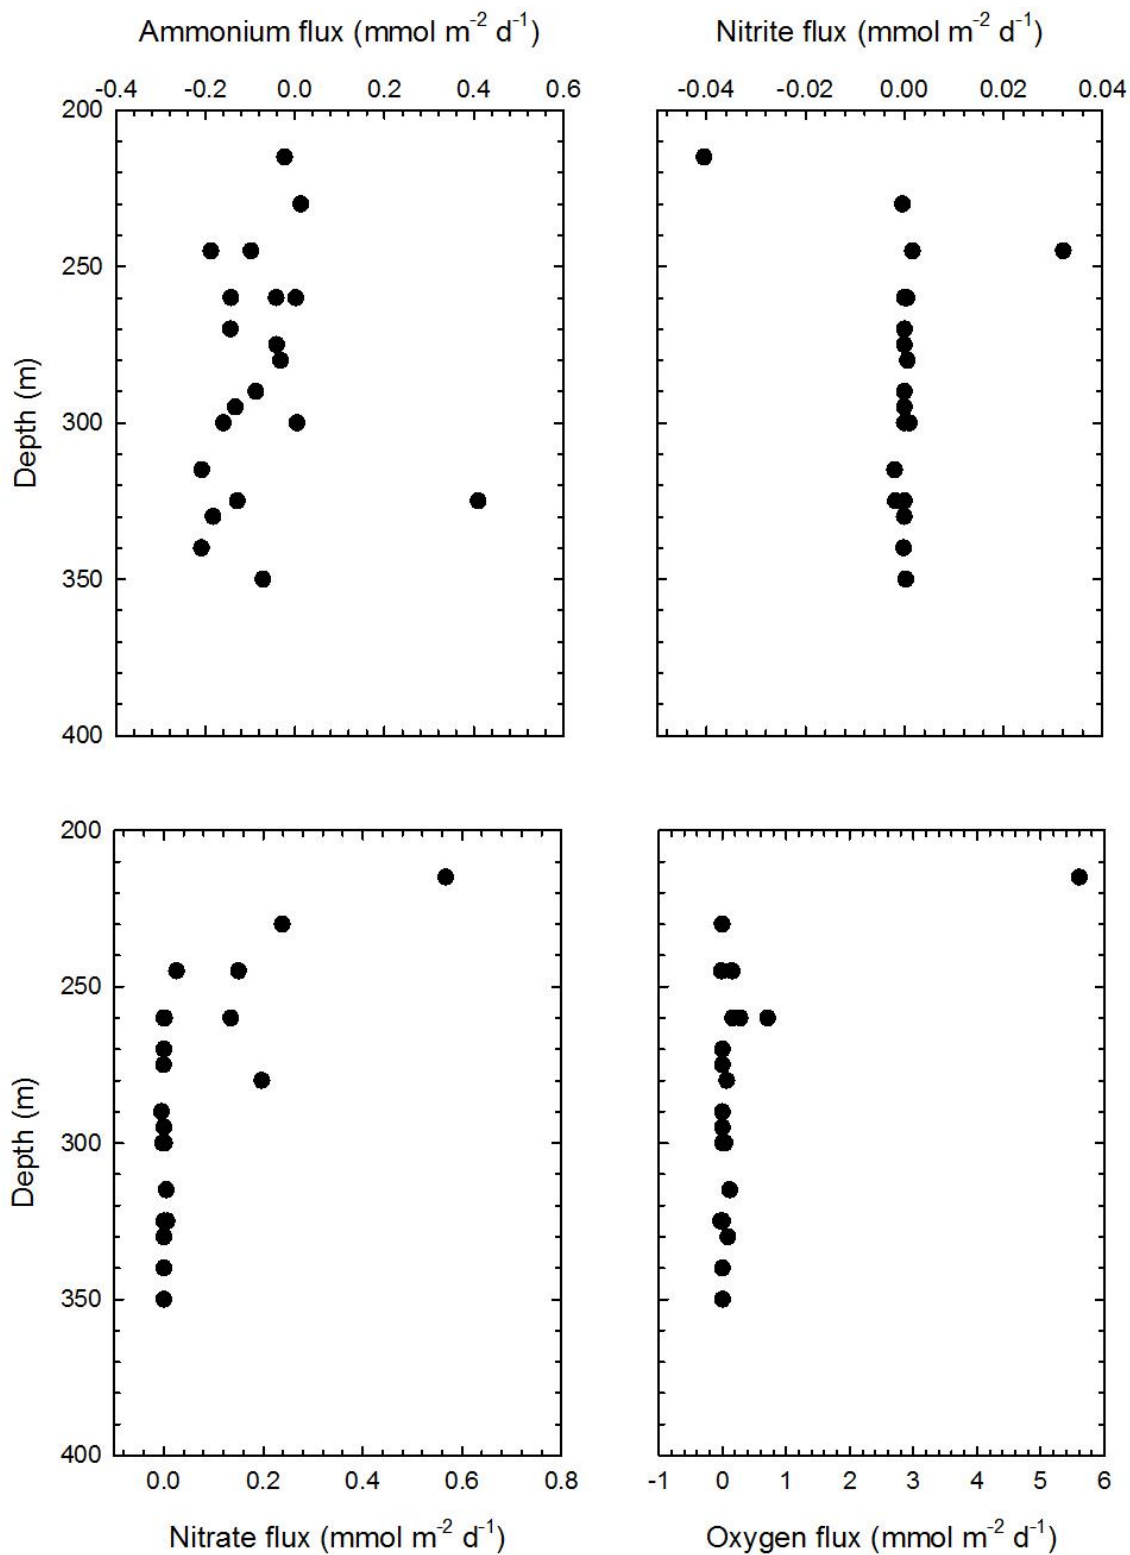 Ammonium flux (mmol m⁻² d⁻¹)
Nitrite flux (mmol m⁻² d⁻¹)
-0.4 -0.2 0.0 0.2 0.4 0.6
-0.04 -0.02 0.00 0.02 0.04
200
250
300
350
400
Depth (m)
200
250
300
350
400
Depth (m)
0.0 0.2 0.4 0.6 0.8
-1 0 1 2 3 4 5 6
Nitrate flux (mmol m⁻² d⁻¹)
Oxygen flux (mmol m⁻² d⁻¹)